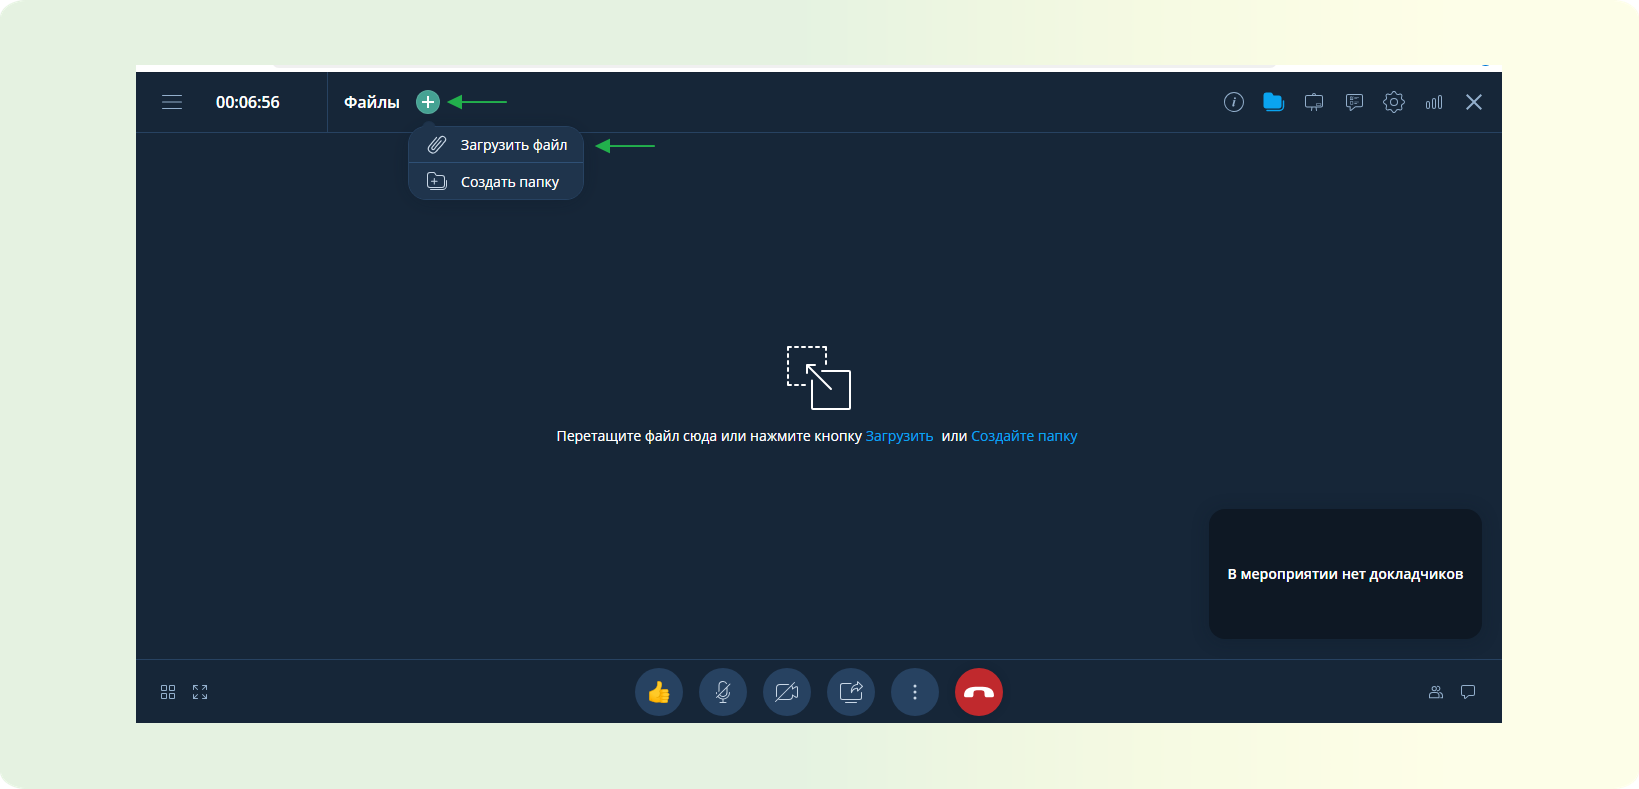 00:06:56
Файлы
Загрузить файл
Создать папку
Перетащите файл сюда или нажмите кнопку Загрузить или Создайте папку
В мероприятии нет докладчиков